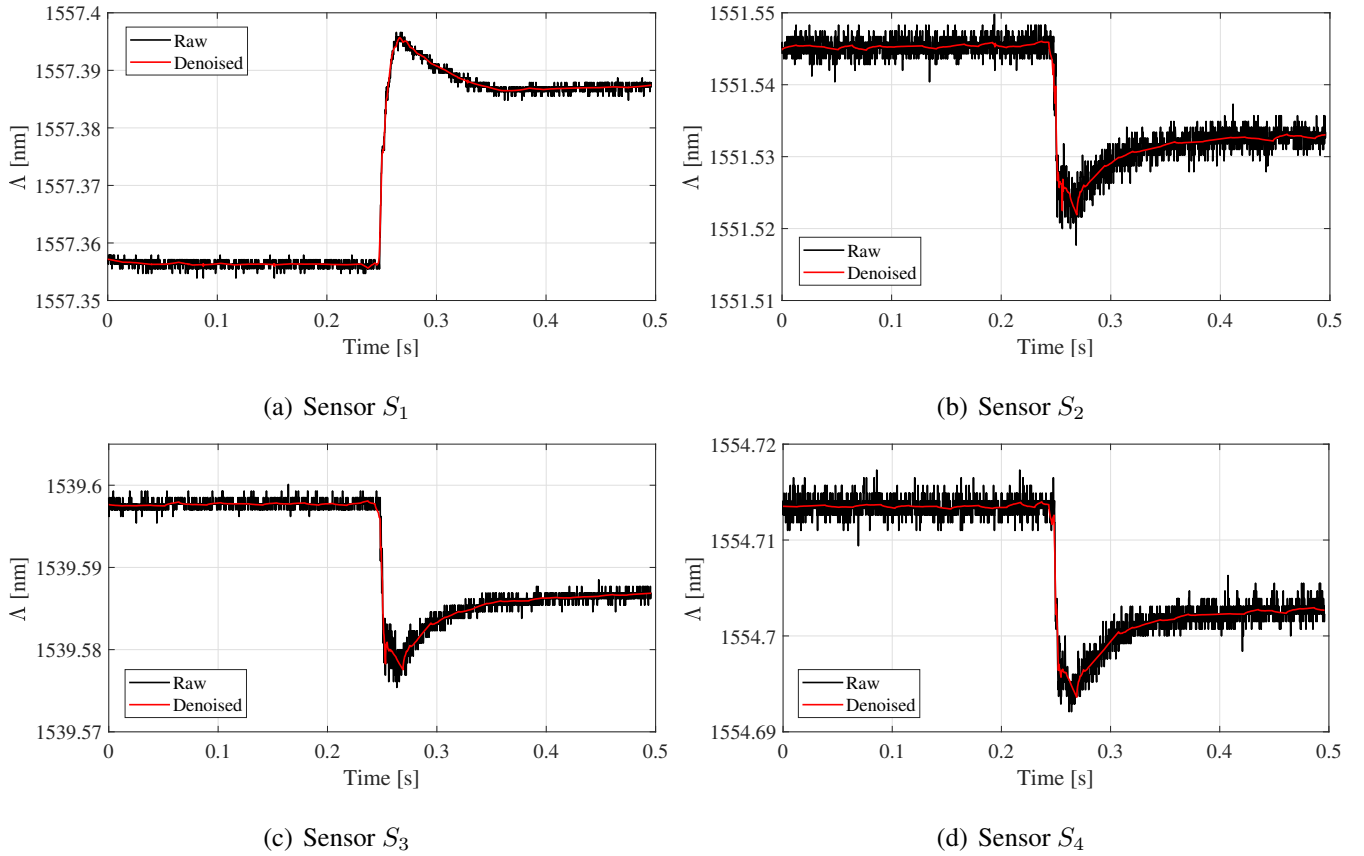 1557.4
1557.39
1557.38
1557.37
1557.36
1557.35
Λ [nm]
Raw
Denoised
0 0.1 0.2 0.3 0.4 0.5
Time [s]
(a) Sensor S1
1551.55
1551.54
1551.53
1551.52
1551.51
Λ [nm]
Raw
Denoised
0 0.1 0.2 0.3 0.4 0.5
Time [s]
(b) Sensor S2
1539.6
1539.59
1539.58
1539.57
Λ [nm]
Raw
Denoised
0 0.1 0.2 0.3 0.4 0.5
Time [s]
(c) Sensor S3
1554.72
1554.71
1554.7
1554.69
Λ [nm]
Raw
Denoised
0 0.1 0.2 0.3 0.4 0.5
Time [s]
(d) Sensor S4